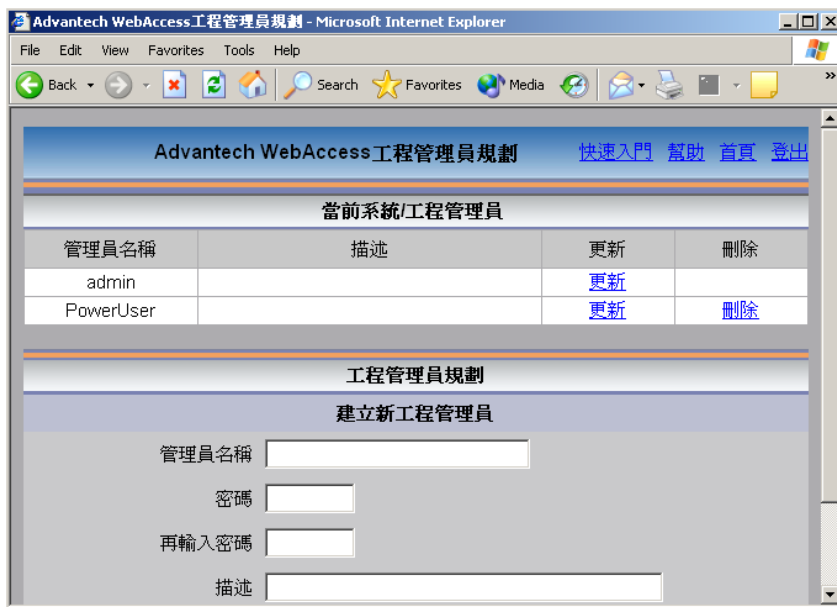 Advantech WebAccess工程管理員規劃 - Microsoft Internet Explorer
File Edit View Favorites Tools Help
Back Search Favorites Media »
Advantech WebAccess工程管理員規劃 快速入門 幫助 首頁 登出
當前系統/工程管理員
管理員名稱 描述 更新 刪除
admin 更新
PowerUser 更新 刪除
工程管理員規劃
建立新工程管理員
管理員名稱
密碼
再輸入密碼
描述